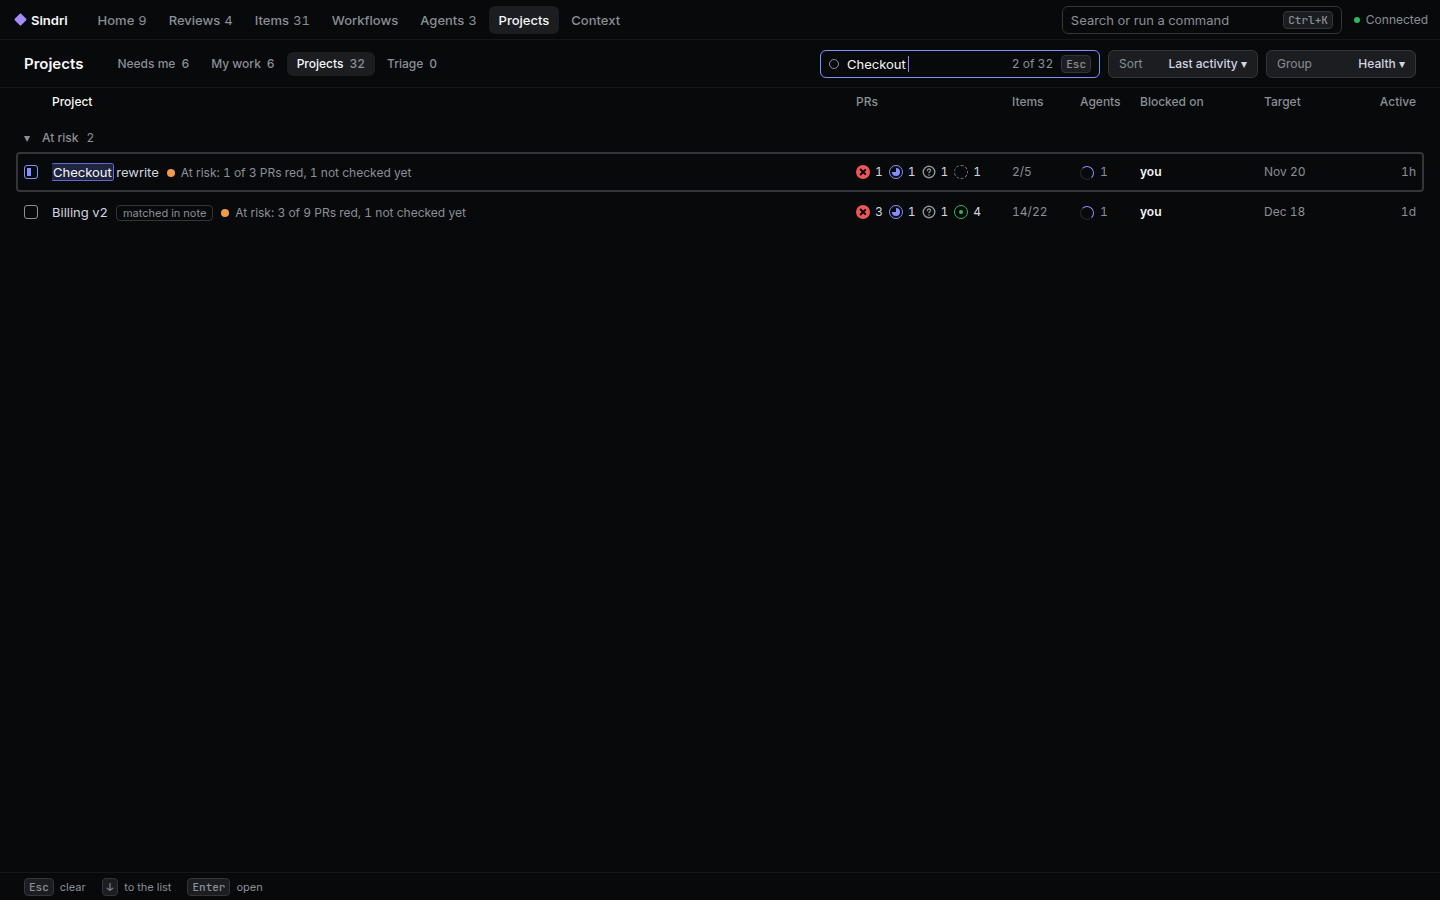 Sindri Home 9 Reviews 4 Items 31 Workflows Agents 3 Projects Context Search or run a command Ctrl+K Connected
Projects Needs me 6 My work 6 Projects 32 Triage 0 Checkout 2 of 32 Esc Sort Last activity ▾ Group Health ▾
Project PRs Items Agents Blocked on Target Active
▾ At risk 2
Checkout rewrite At risk: 1 of 3 PRs red, 1 not checked yet 1 1 1 1 2/5 1 you Nov 20 1h
Billing v2 matched in note At risk: 3 of 9 PRs red, 1 not checked yet 3 1 1 4 14/22 1 you Dec 18 1d
Esc clear ↓ to the list Enter open